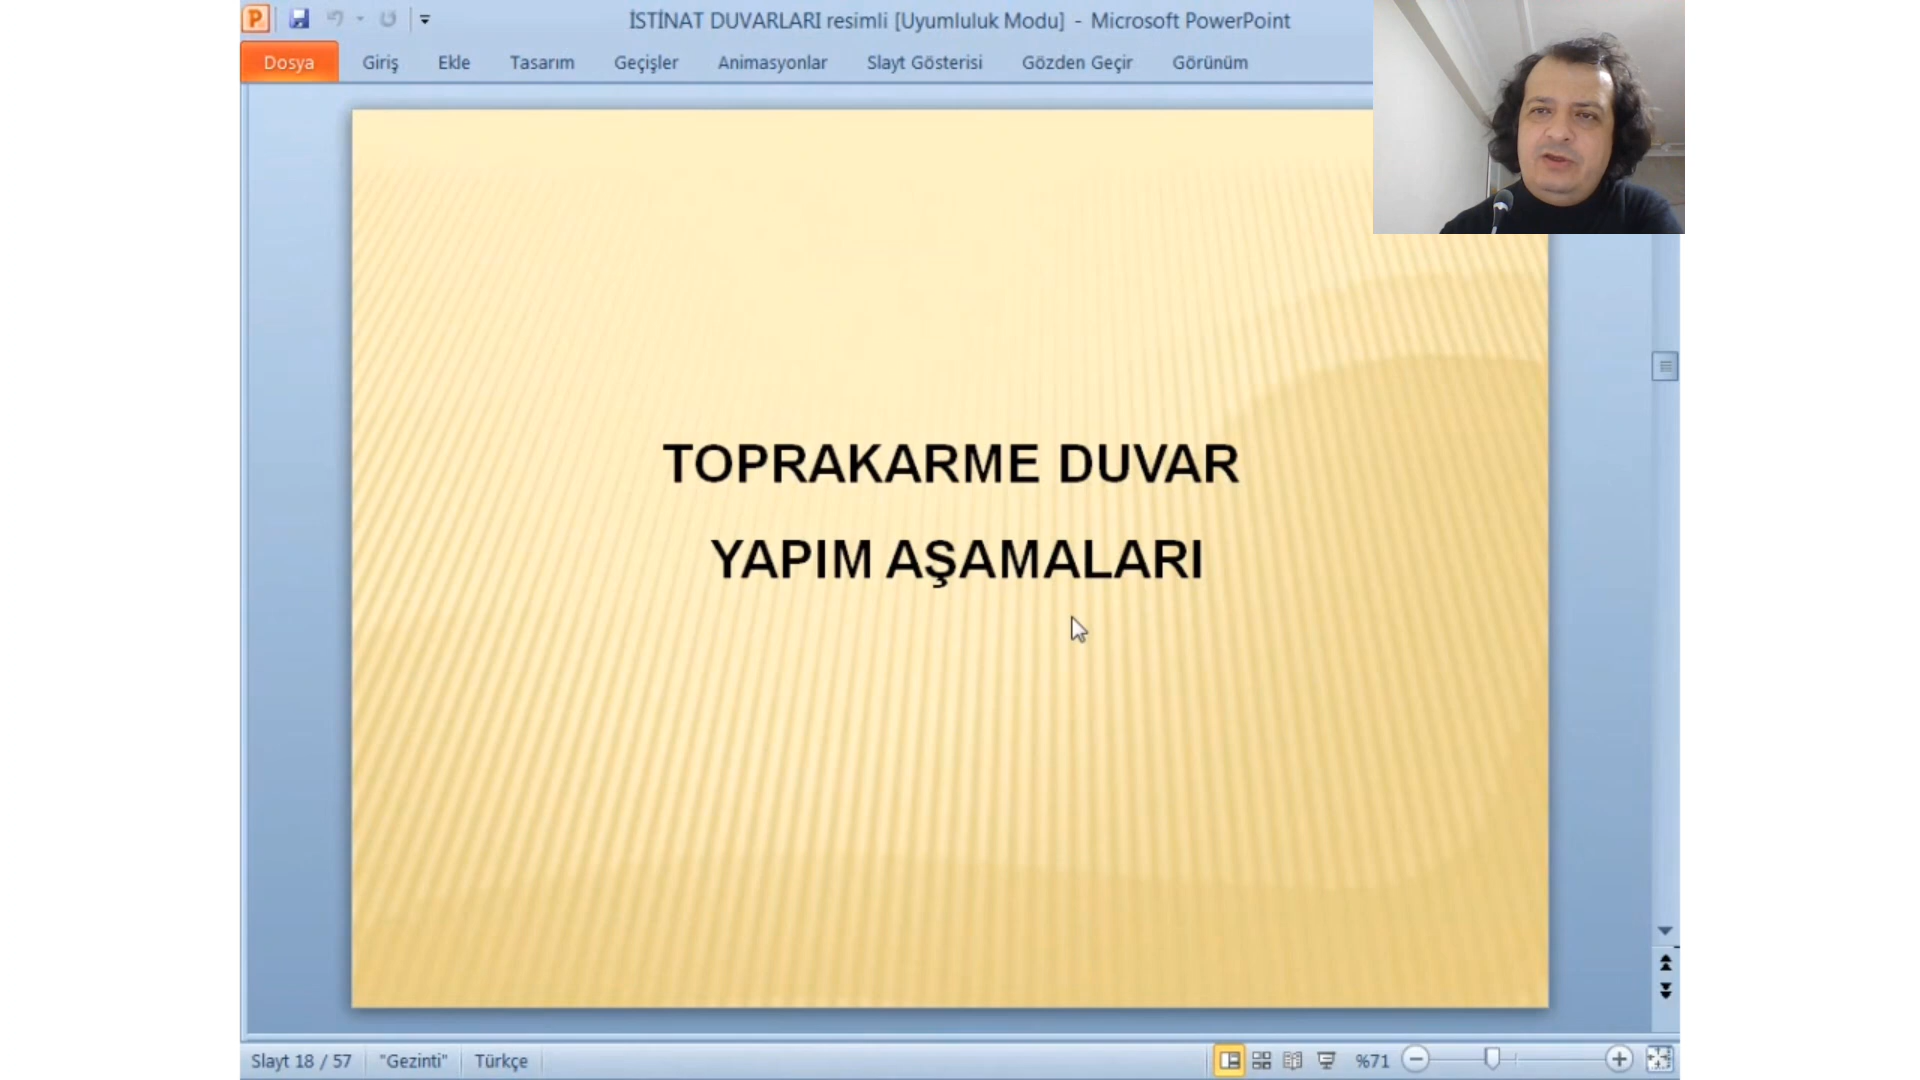 İSTİNAT DUVARLARI resimli [Uyumluluk Modu] - Microsoft PowerPoint
Dosya Giriş Ekle Tasarım Geçişler Animasyonlar Slayt Gösterisi Gözden Geçir Görünüm
TOPRAKARME DUVAR
YAPIM AŞAMALARI
Slayt 18 / 57 "Gezinti" Türkçe %71